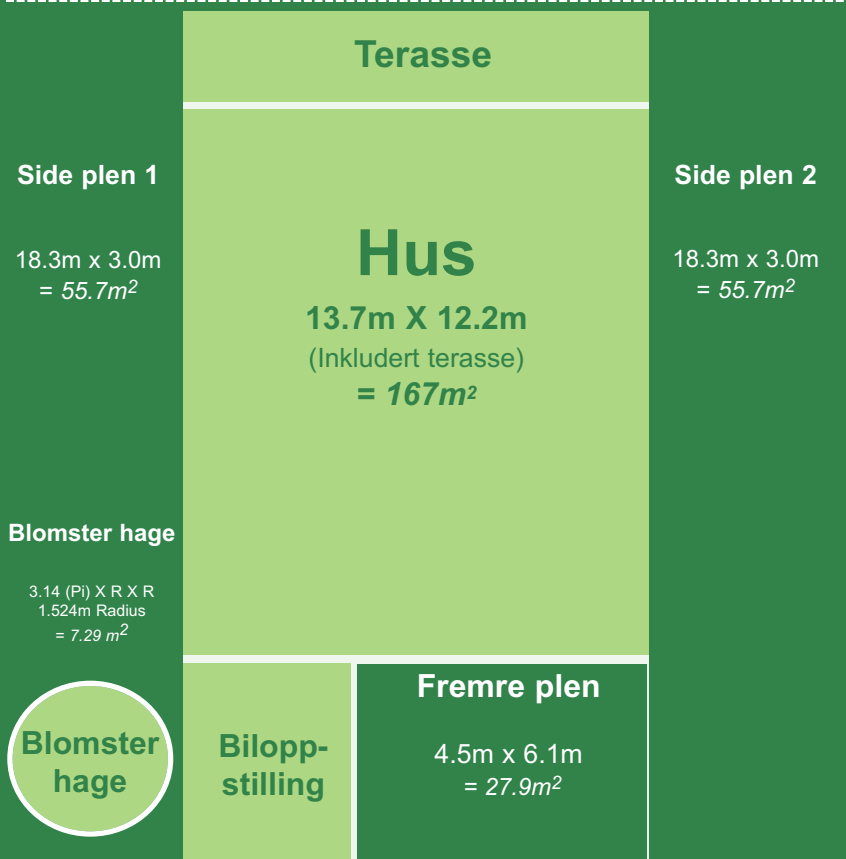 Terasse
Side plen 1
18.3m x 3.0m
= 55.7m²
Hus
13.7m X 12.2m
(Inkludert terasse)
= 167m²
Side plen 2
18.3m x 3.0m
= 55.7m²
Blomster hage
3.14 (Pi) X R X R
1.524m Radius
= 7.29 m²
Blomster
hage
Bilopp-
stilling
Fremre plen
4.5m x 6.1m
= 27.9m²